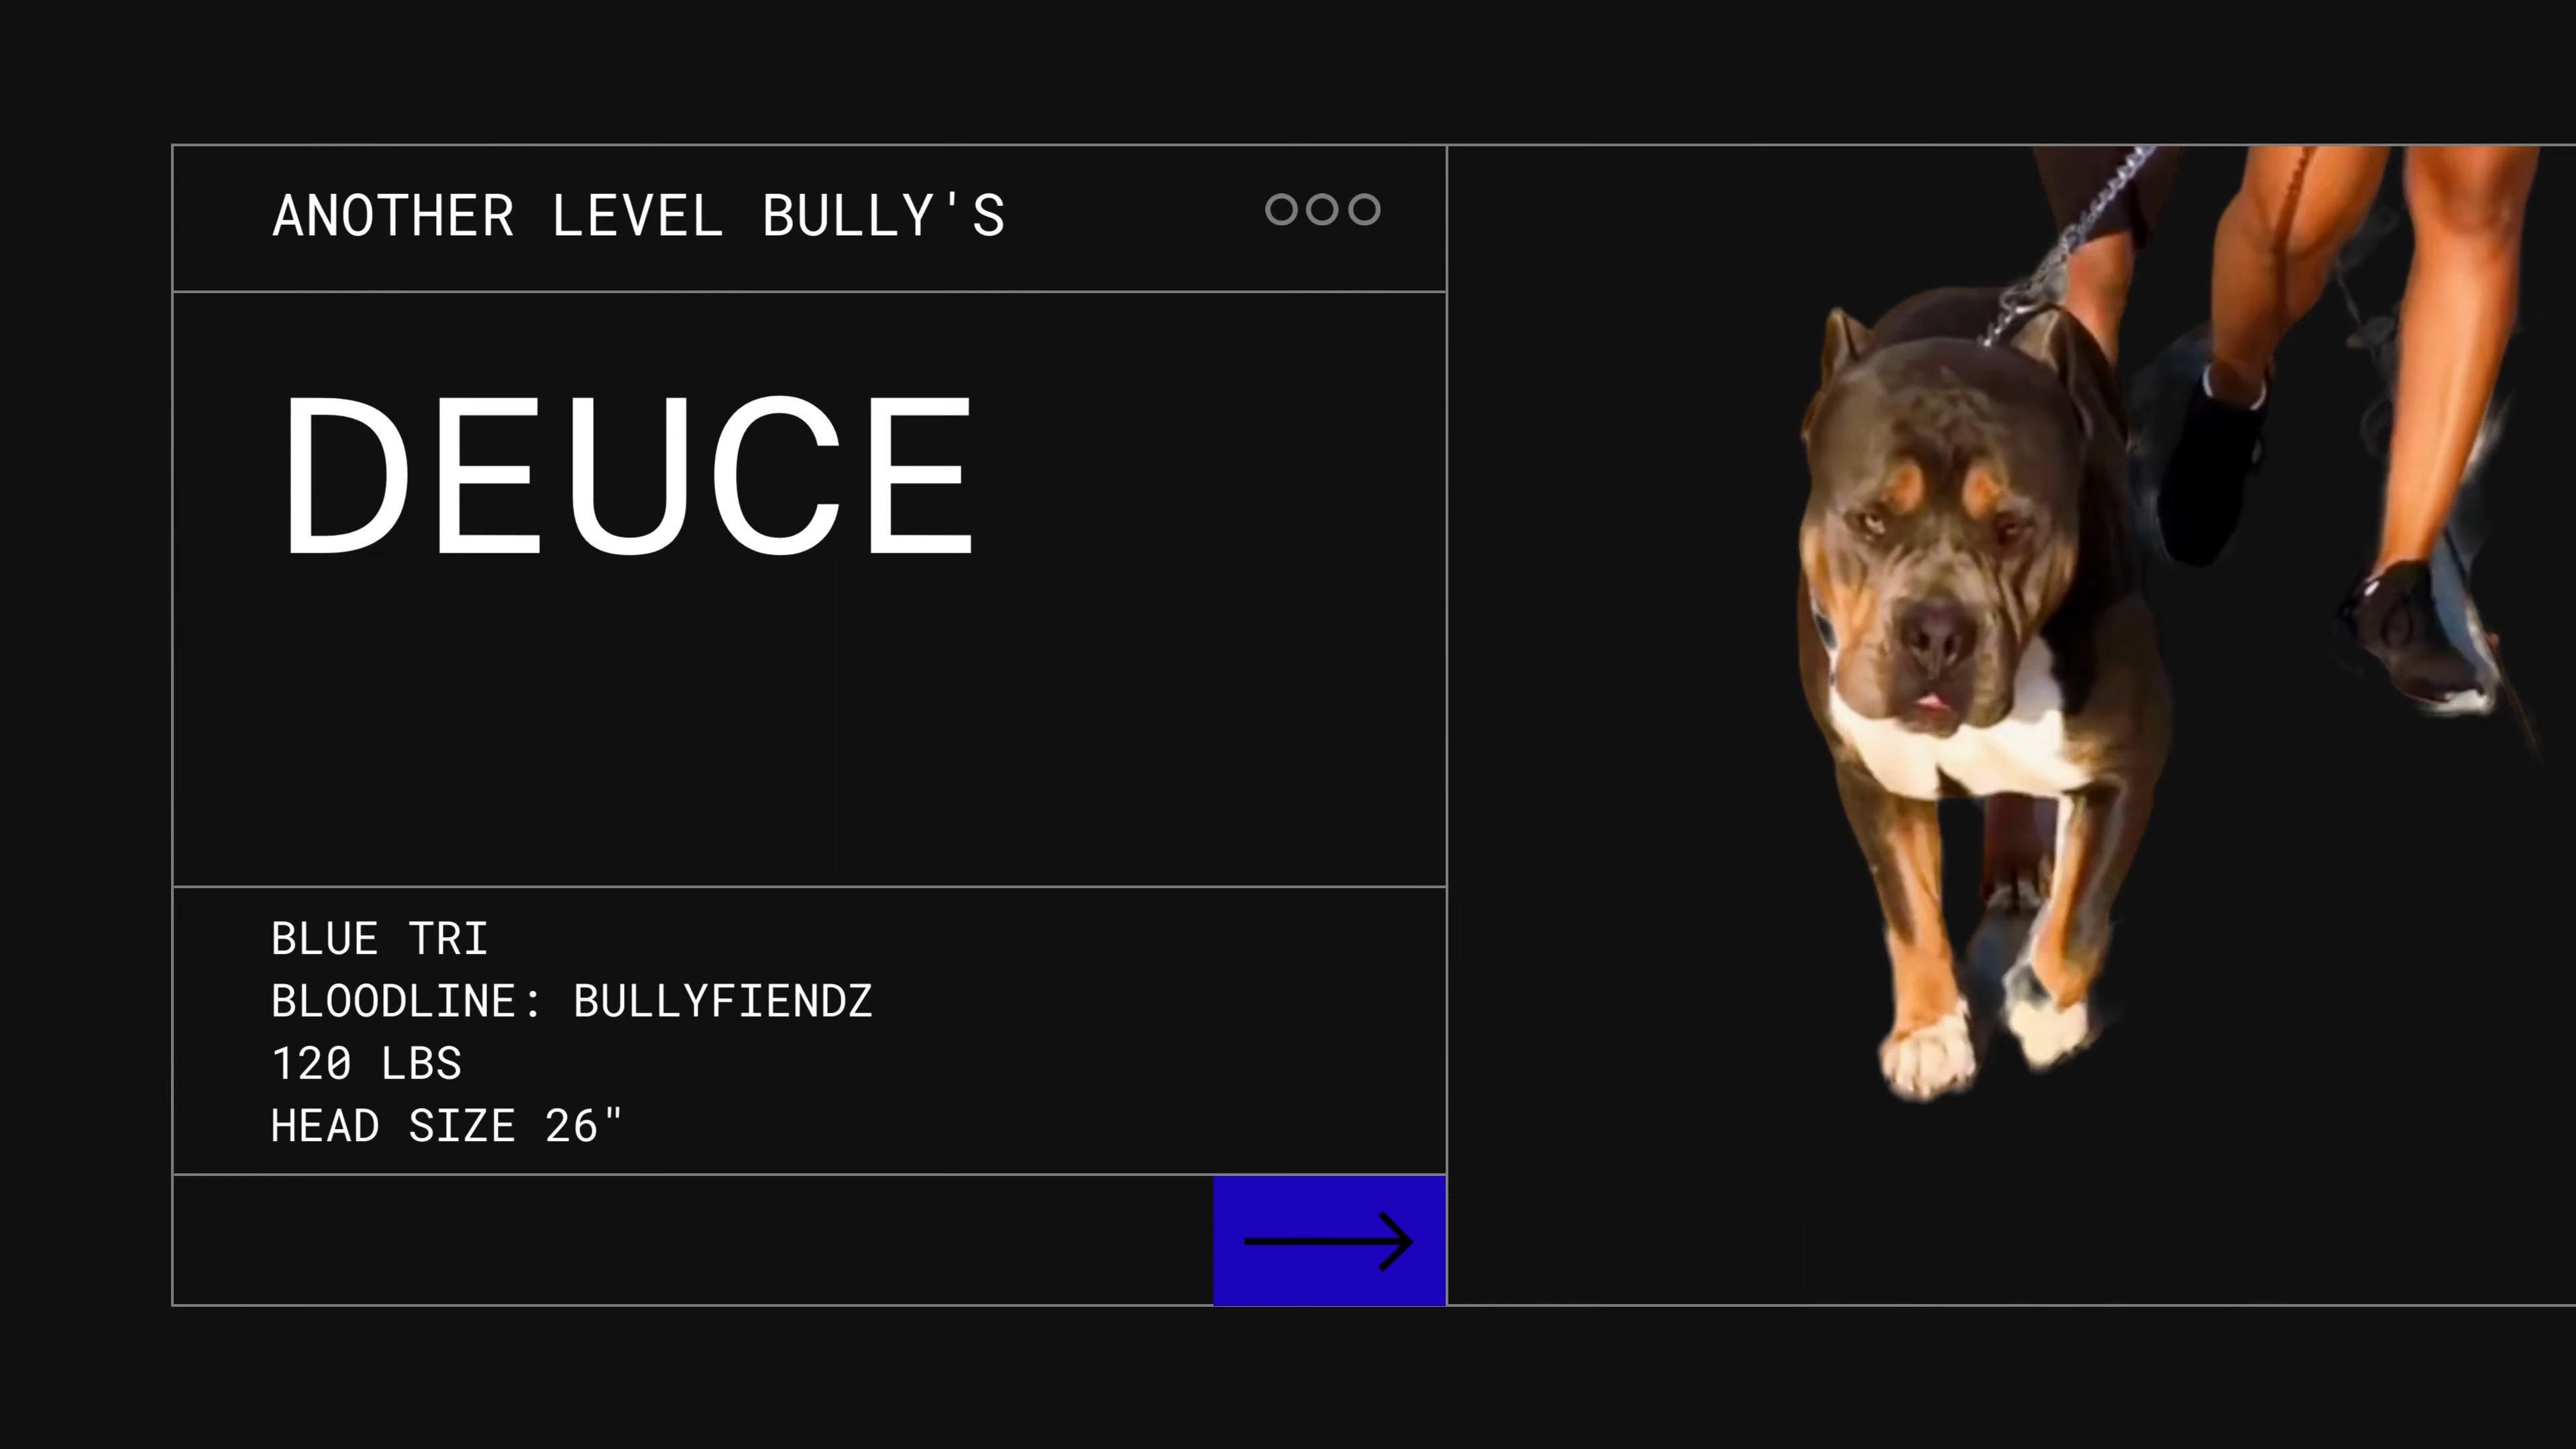 ANOTHER LEVEL BULLY'S
DEUCE
BLUE TRI
BLOODLINE: BULLYFIENDZ
120 LBS
HEAD SIZE 26"